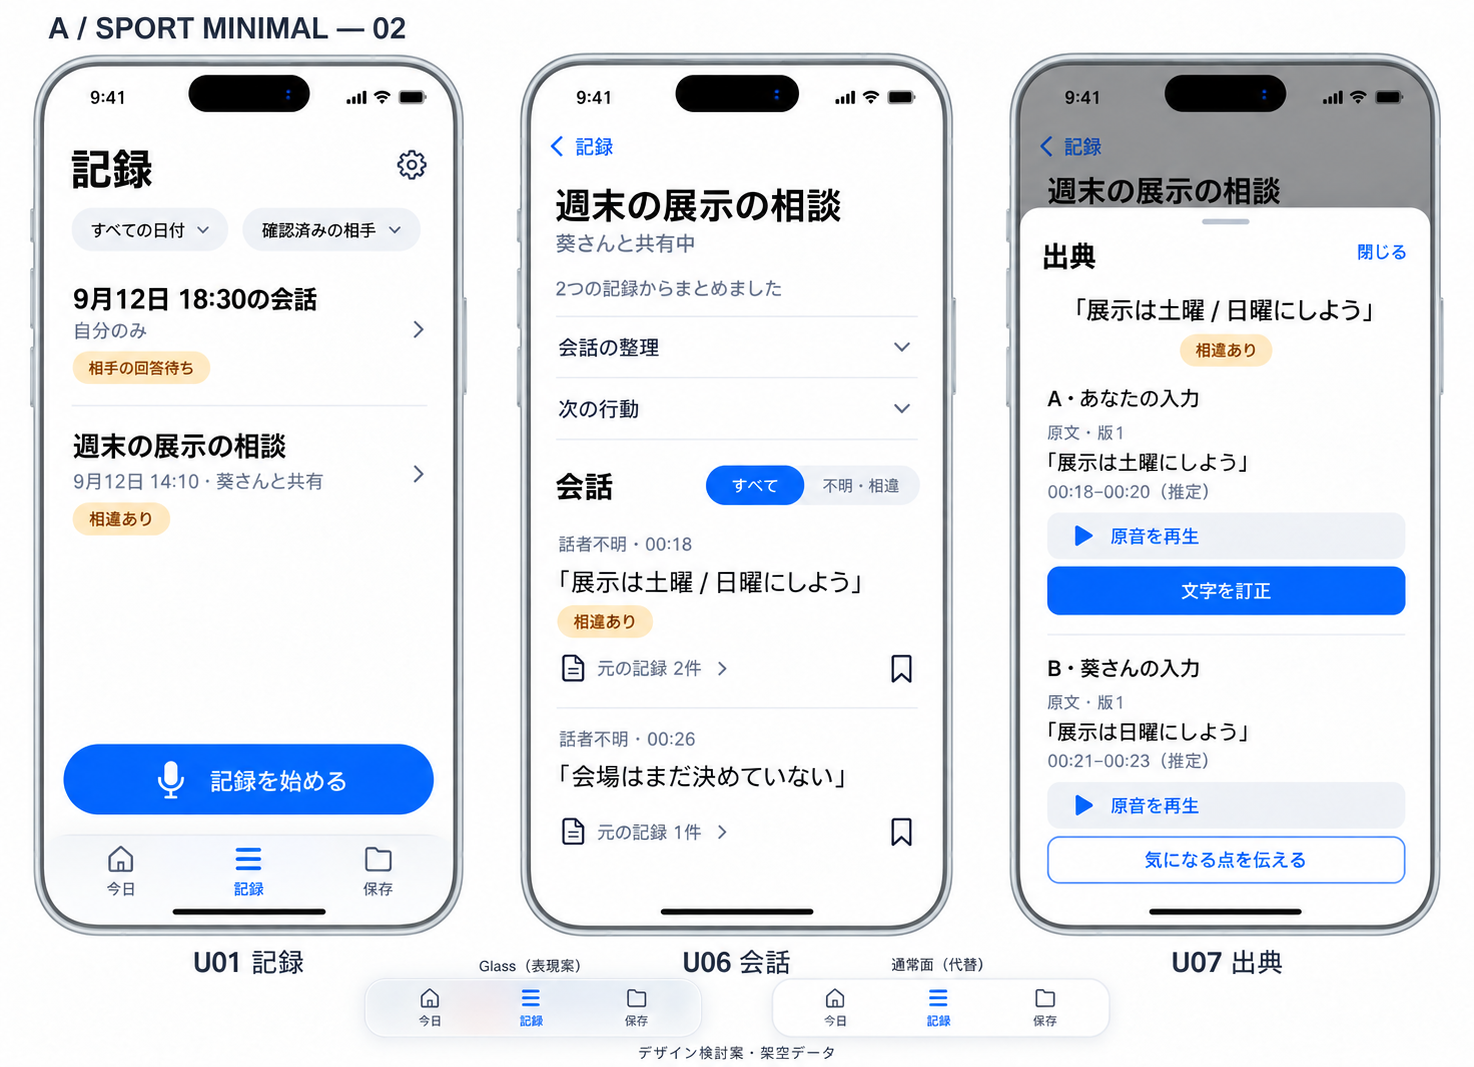 A / SPORT MINIMAL — 02
9:41
記録
すべての日付
確認済みの相手
9月12日 18:30の会話
自分のみ
相手の回答待ち
週末の展示の相談
9月12日 14:10・葵さんと共有
相違あり
記録を始める
今日
記録
保存
U01 記録
9:41
記録
週末の展示の相談
葵さんと共有中
2つの記録からまとめました
会話の整理
次の行動
会話
すべて
不明・相違
話者不明・00:18
「展示は土曜 / 日曜にしよう」
相違あり
元の記録 2件
話者不明・00:26
「会場はまだ決めていない」
元の記録 1件
U06 会話
9:41
記録
週末の展示の相談
出典
閉じる
「展示は土曜 / 日曜にしよう」
相違あり
A・あなたの入力
原文・版1
「展示は土曜にしよう」
00:18–00:20（推定）
原音を再生
文字を訂正
B・葵さんの入力
原文・版1
「展示は日曜にしよう」
00:21–00:23（推定）
原音を再生
気になる点を伝える
U07 出典
Glass（表現案）
今日
記録
保存
通常面（代替）
今日
記録
保存
デザイン検討案・架空データ